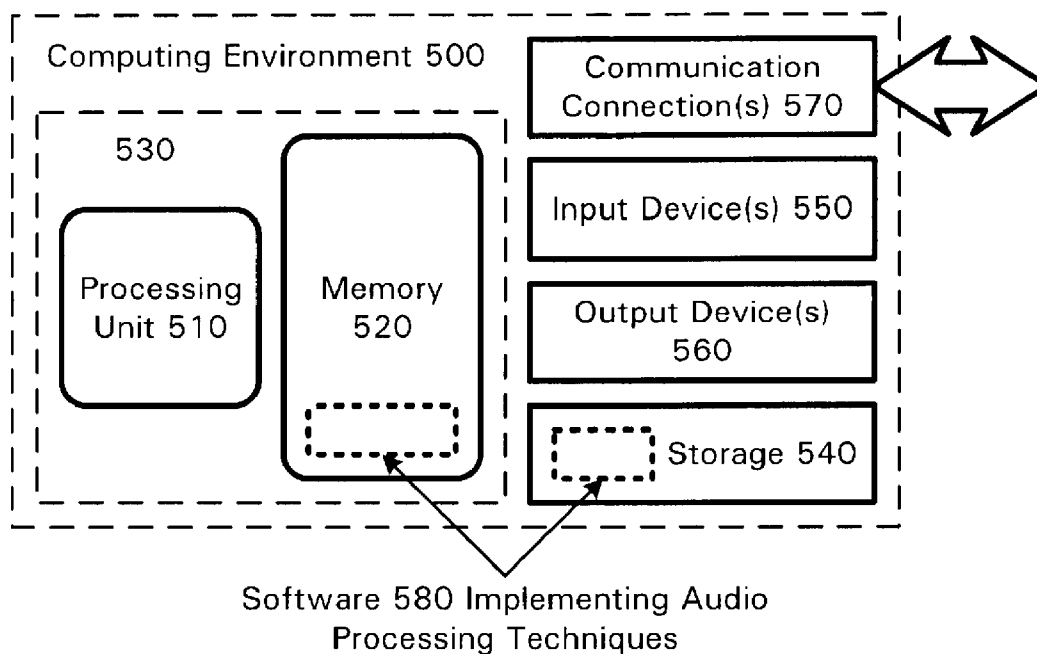 Computing Environment 500
Communication
Connection(s) 570
530
Input Device(s) 550
Processing
Unit 510
Memory
520
Output Device(s)
560
Storage 540
Software 580 Implementing Audio
Processing Techniques